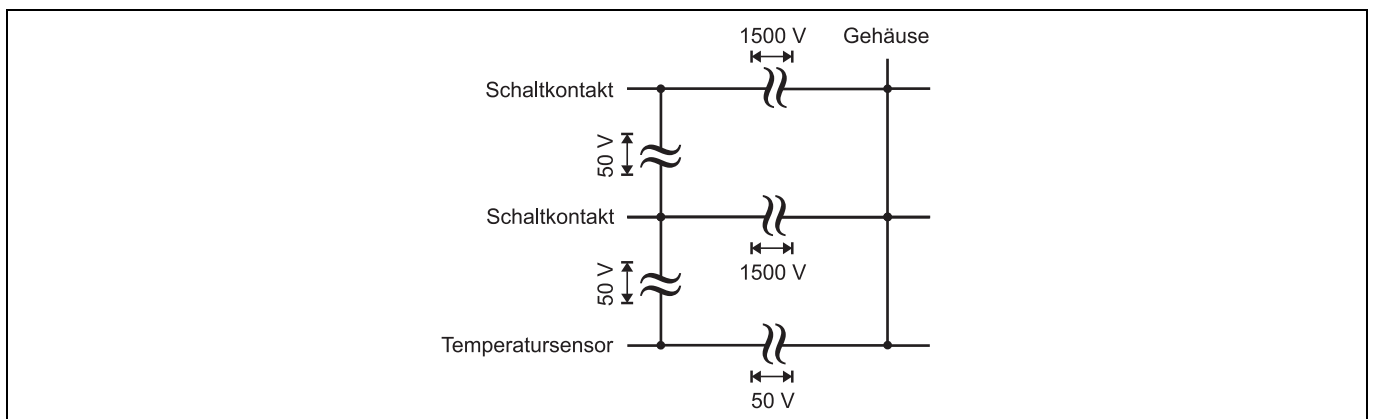 1500 V
Gehäuse
Schaltkontakt
50 V
Schaltkontakt
1500 V
50 V
Temperatursensor
50 V